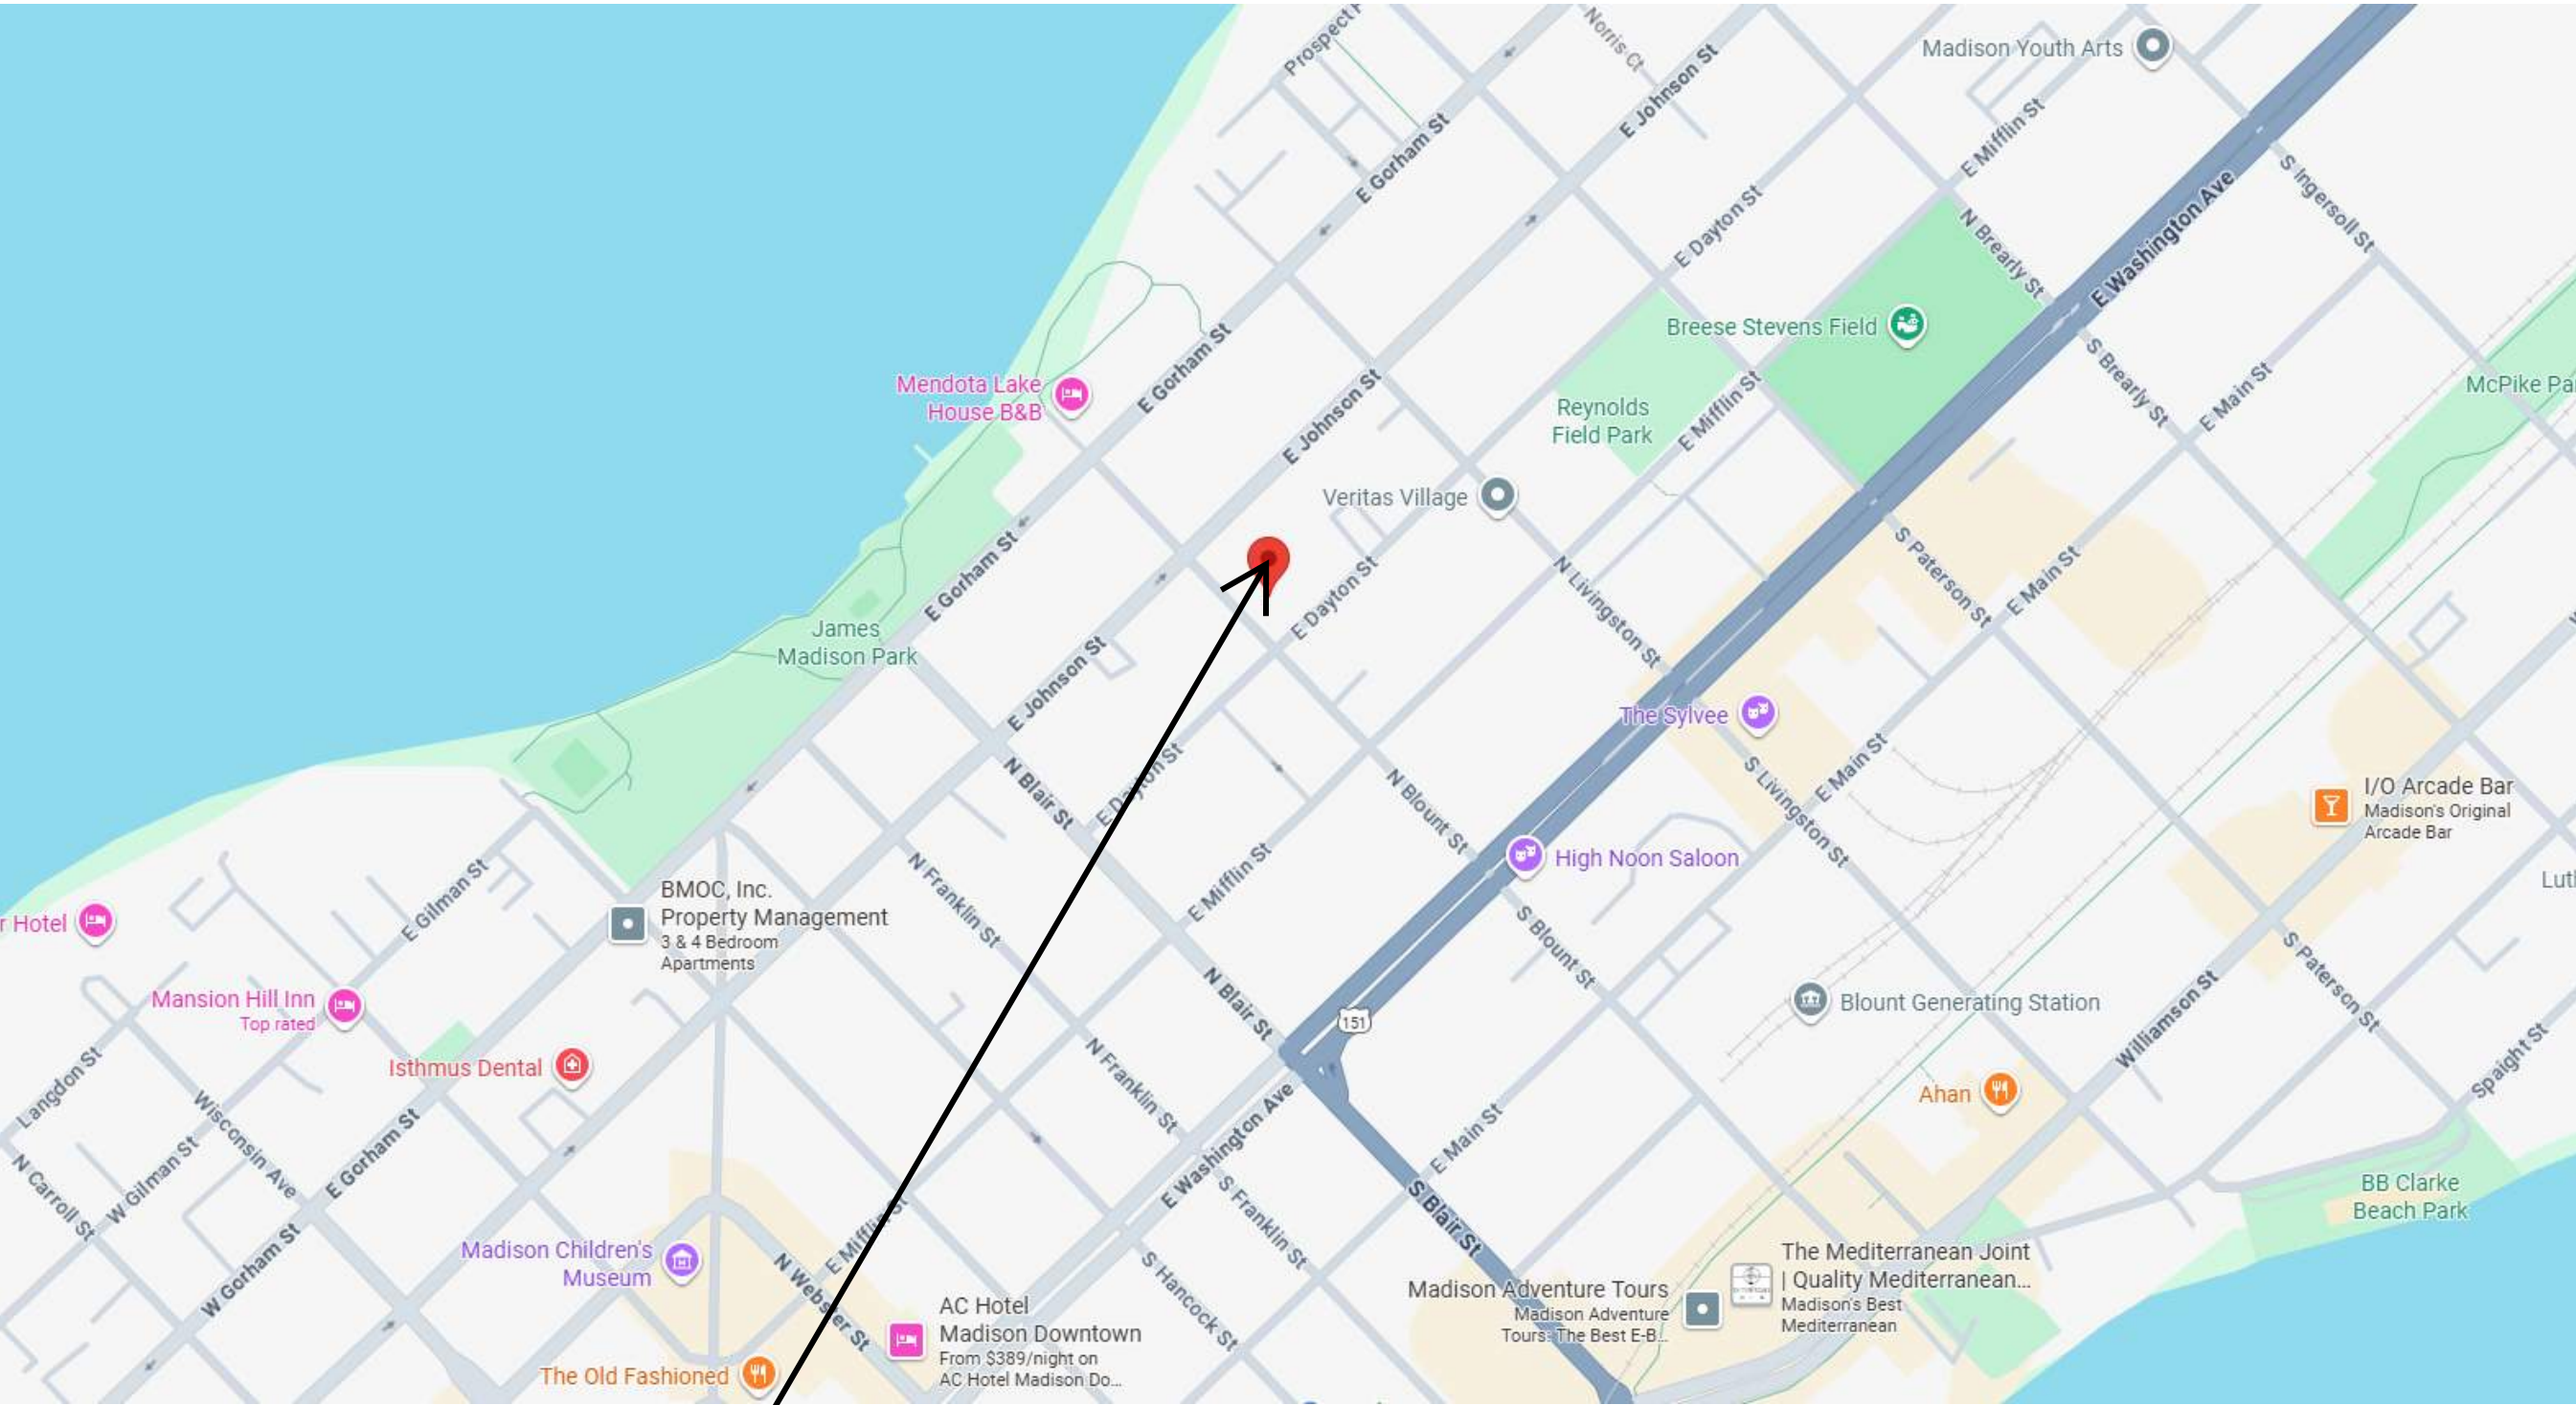 Prospect
Norris Ct
E Johnson St
Madison Youth Arts
E Gorham St
E Mifflin St
S Ingersoll St
E Dayton St
N Brearly St
E Washington Ave
Breese Stevens Field
E Gorham St
Mendota Lake
House B&B
E Johnson St
Reynolds
Field Park
E Mifflin St
S Brearly St
E Main St
McPike Pa
Veritas Village
E Gorham St
E Dayton St
N Livingston St
S Paterson St
E Main St
James
Madison Park
E Johnson St
The Sylvee
N Blair St
E Dayton St
N Blount St
S Livingston St
E Main St
I/O Arcade Bar
Madison's Original
Arcade Bar
High Noon Saloon
E Gilman St
N Franklin St
E Mifflin St
BMOC, Inc.
Property Management
3 & 4 Bedroom
Apartments
r Hotel
S Blount St
Lut
S Paterson St
Mansion Hill Inn
Top rated
N Blair St
151
Blount Generating Station
Williamson St
Spaight St
Isthmus Dental
Langdon St
N Franklin St
Ahan
Wisconsin Ave
E Gorham St
E Washington Ave
E Main St
N Carroll St
W Gilman St
S Franklin St
S Blair St
BB Clarke
Beach Park
W Gorham St
Madison Children's
Museum
E Mifflin St
N Webster St
S Hancock St
The Mediterranean Joint
| Quality Mediterranean...
Madison's Best
Mediterranean
Madison Adventure Tours
Madison Adventure
Tours: The Best E-B...
AC Hotel
Madison Downtown
From $389/night on
AC Hotel Madison Do...
The Old Fashioned